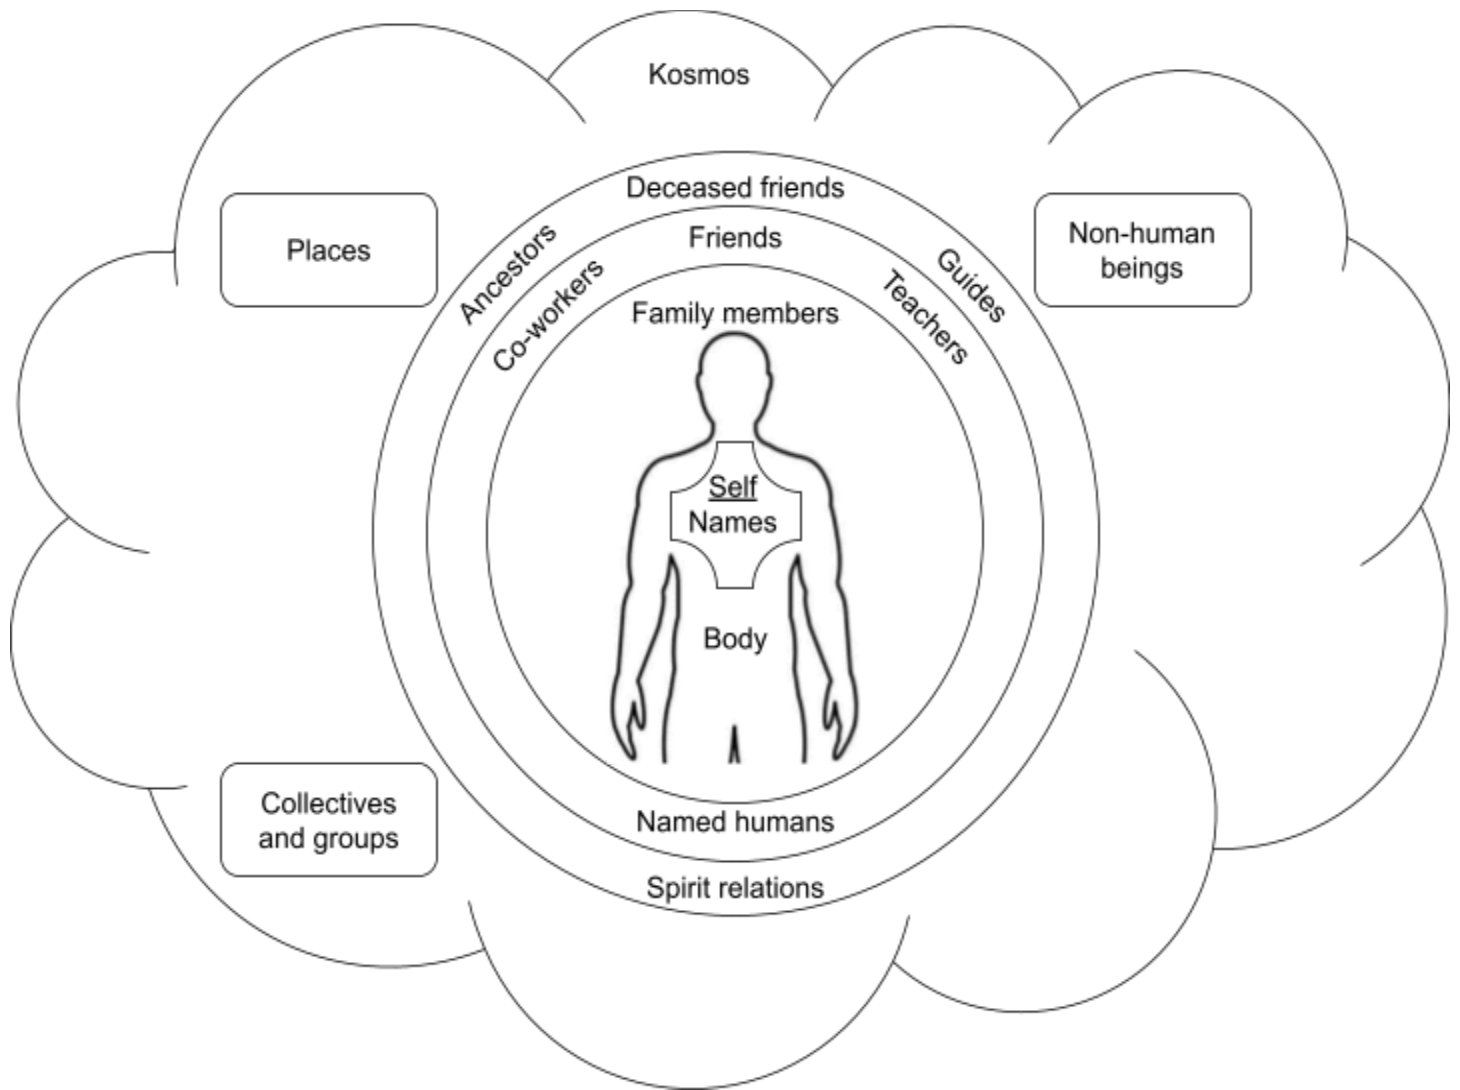 Kosmos
Deceased friends
Places
Ancestors
Friends
Guides
Non-human
beings
Co-workers
Teachers
Family members
Self
Names
Body
Collectives
and groups
Named humans
Spirit relations